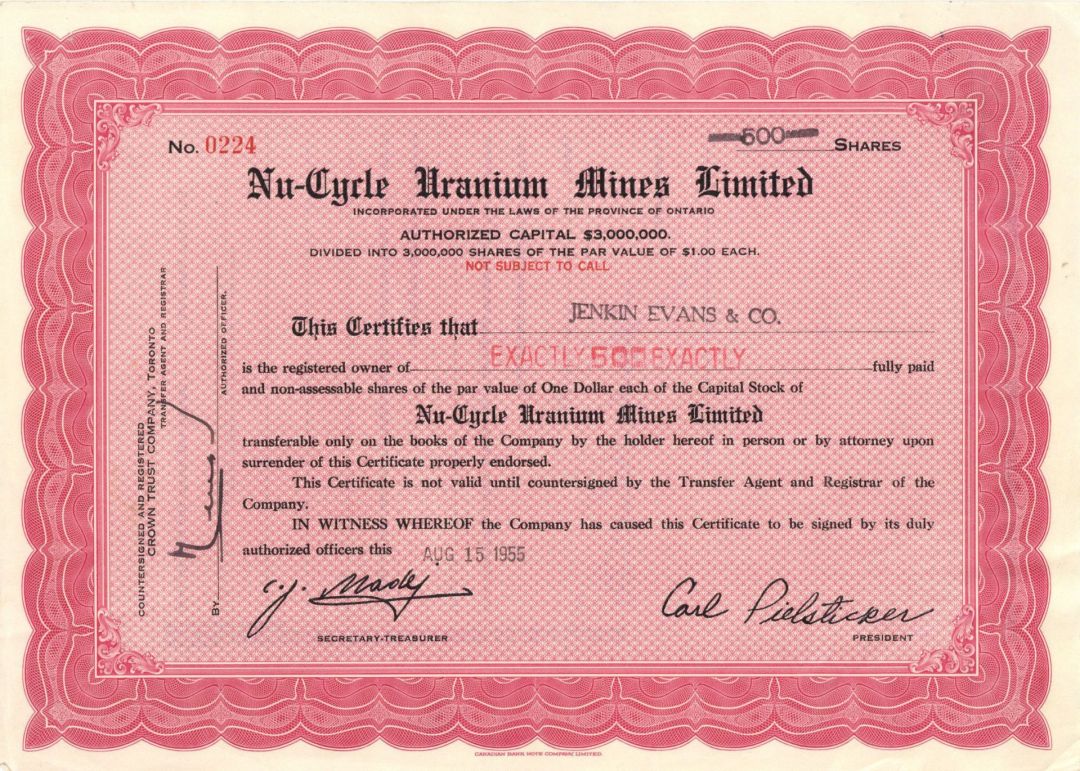 No. 0224
500 SHARES
Nu-Cycle Uranium Mines Limited
INCORPORATED UNDER THE LAWS OF THE PROVINCE OF ONTARIO
AUTHORIZED CAPITAL $3,000,000.
DIVIDED INTO 3,000,000 SHARES OF THE PAR VALUE OF $1.00 EACH.
NOT SUBJECT TO CALL
This Certifies that JENKIN EVANS & CO.
is the registered owner of EXACTLY 500 EXACTLY fully paid
and non-assessable shares of the par value of One Dollar each of the Capital Stock of
Nu-Cycle Uranium Mines Limited
transferable only on the books of the Company by the holder hereof in person or by attorney upon
surrender of this Certificate properly endorsed.
This Certificate is not valid until countersigned by the Transfer Agent and Registrar of the
Company.
IN WITNESS WHEREOF the Company has caused this Certificate to be signed by its duly
authorized officers this AUG 15 1955
C. J. Mady
SECRETARY-TREASURER
Carl Pielsticker
PRESIDENT
COUNTERSIGNED AND REGISTERED
CROWN TRUST COMPANY, TORONTO
TRANSFER AGENT AND REGISTRAR
By
AUTHORIZED OFFICER.
CANADIAN BANK NOTE COMPANY LIMITED.